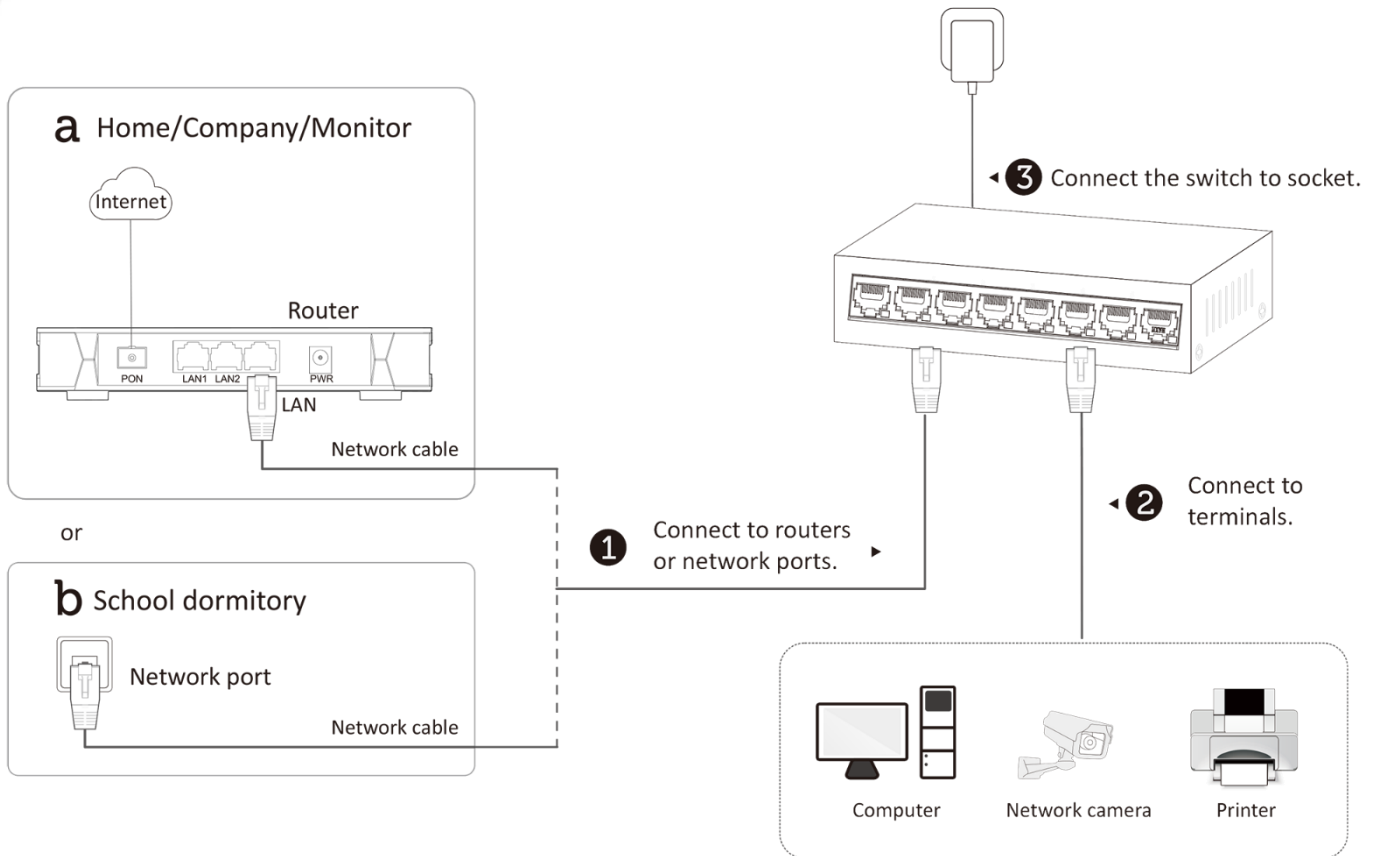 a Home/Company/Monitor
Internet
Router
PON
LAN1 LAN2
PWR
LAN
Network cable
or
b School dormitory
Network port
Network cable
1 Connect to routers
or network ports.
3 Connect the switch to socket.
2 Connect to
terminals.
Computer
Network camera
Printer